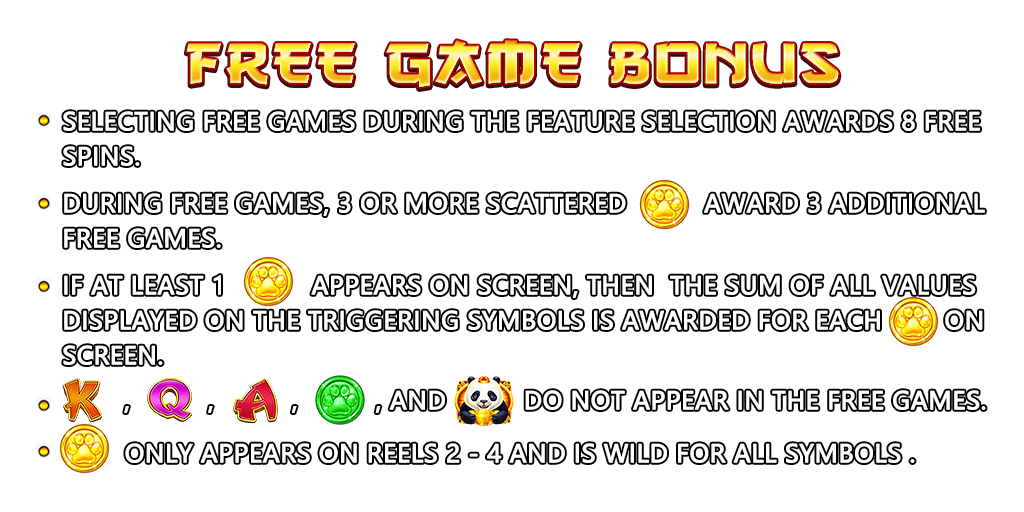 FREE GAME BONUS
SELECTING FREE GAMES DURING THE FEATURE SELECTION AWARDS 8 FREE
SPINS.
DURING FREE GAMES, 3 OR MORE SCATTERED AWARD 3 ADDITIONAL
FREE GAMES.
IF AT LEAST 1 APPEARS ON SCREEN, THEN THE SUM OF ALL VALUES
DISPLAYED ON THE TRIGGERING SYMBOLS IS AWARDED FOR EACH ON
SCREEN.
K , Q , A , , AND DO NOT APPEAR IN THE FREE GAMES.
ONLY APPEARS ON REELS 2 - 4 AND IS WILD FOR ALL SYMBOLS .